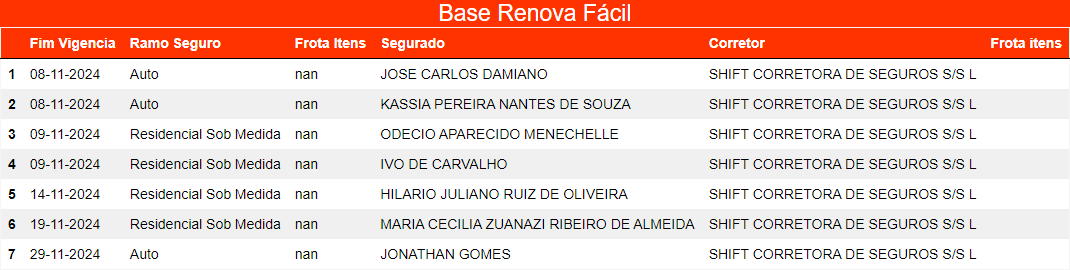 Base Renova Fácil
Fim Vigencia Ramo Seguro Frota Itens Segurado Corretor Frota itens
1 08-11-2024 Auto nan JOSE CARLOS DAMIANO SHIFT CORRETORA DE SEGUROS S/S L
2 08-11-2024 Auto nan KASSIA PEREIRA NANTES DE SOUZA SHIFT CORRETORA DE SEGUROS S/S L
3 09-11-2024 Residencial Sob Medida nan ODECIO APARECIDO MENECHELLE SHIFT CORRETORA DE SEGUROS S/S L
4 09-11-2024 Residencial Sob Medida nan IVO DE CARVALHO SHIFT CORRETORA DE SEGUROS S/S L
5 14-11-2024 Residencial Sob Medida nan HILARIO JULIANO RUIZ DE OLIVEIRA SHIFT CORRETORA DE SEGUROS S/S L
6 19-11-2024 Residencial Sob Medida nan MARIA CECILIA ZUANAZI RIBEIRO DE ALMEIDA SHIFT CORRETORA DE SEGUROS S/S L
7 29-11-2024 Auto nan JONATHAN GOMES SHIFT CORRETORA DE SEGUROS S/S L